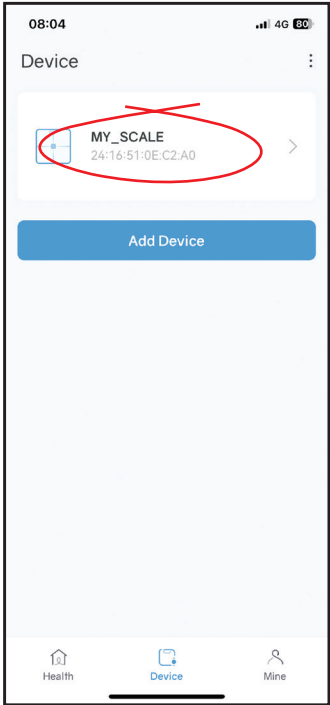 08:04
4G 80
Device
MY_SCALE
24:16:51:0E:C2:A0
Add Device
Health
Device
Mine